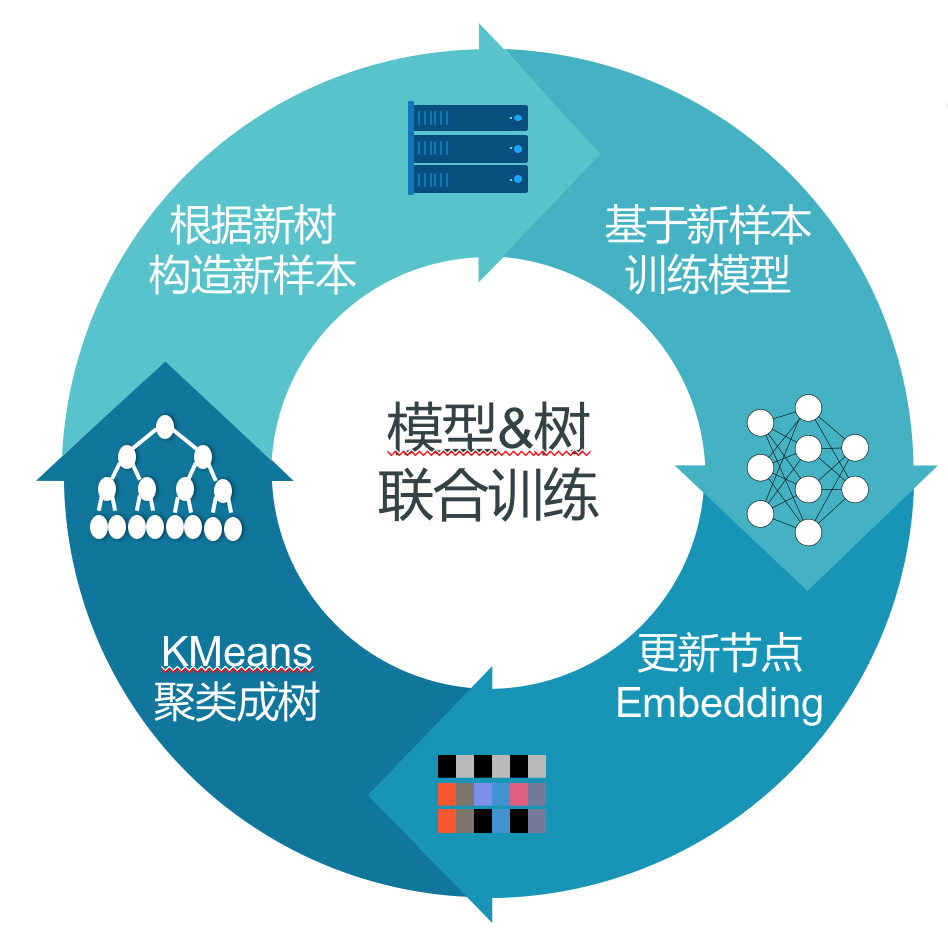 根据新树
构造新样本
基于新样本
训练模型
模型&树
联合训练
KMeans
聚类成树
更新节点
Embedding